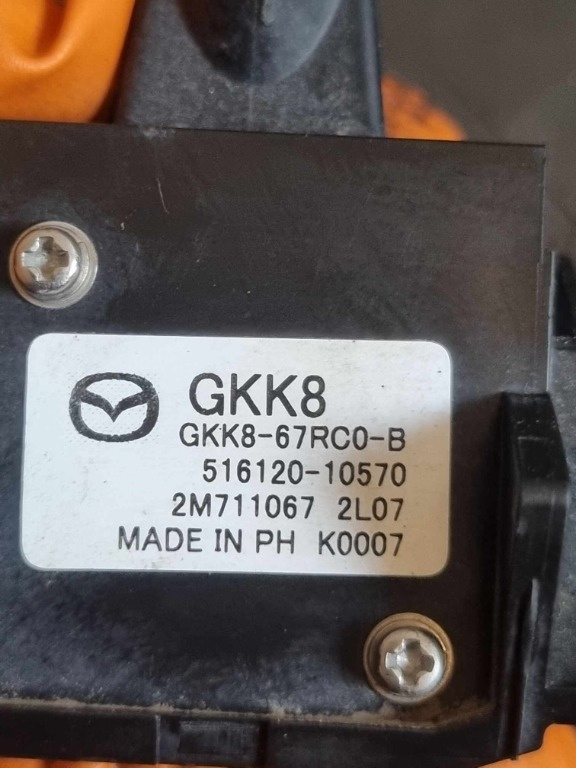 GKK8
GKK8-67RC0-B
516120-10570
2M711067 2L07
MADE IN PH K0007